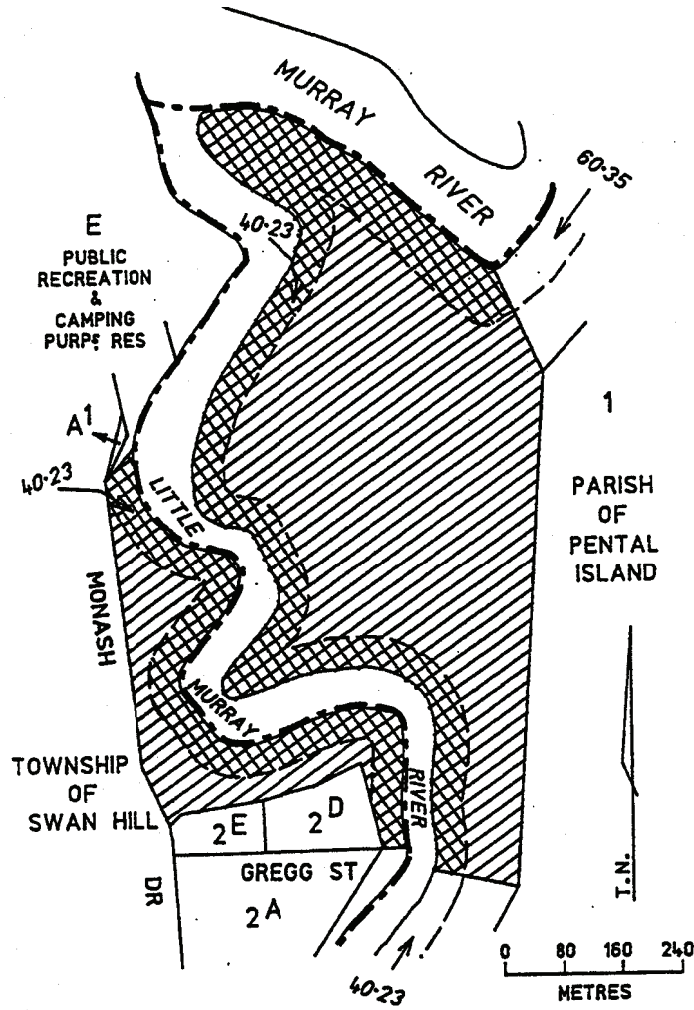 MURRAY
RIVER
60·35
40·23
E
PUBLIC
RECREATION
&
CAMPING
PURPS RES
A1
40·23
LITTLE
MURRAY
RIVER
MONASH
DR
1
PARISH
OF
PENTAL
ISLAND
TOWNSHIP
OF
SWAN HILL
2E
2D
GREGG ST
2A
40·23
T.N.
0 80 160 240
METRES